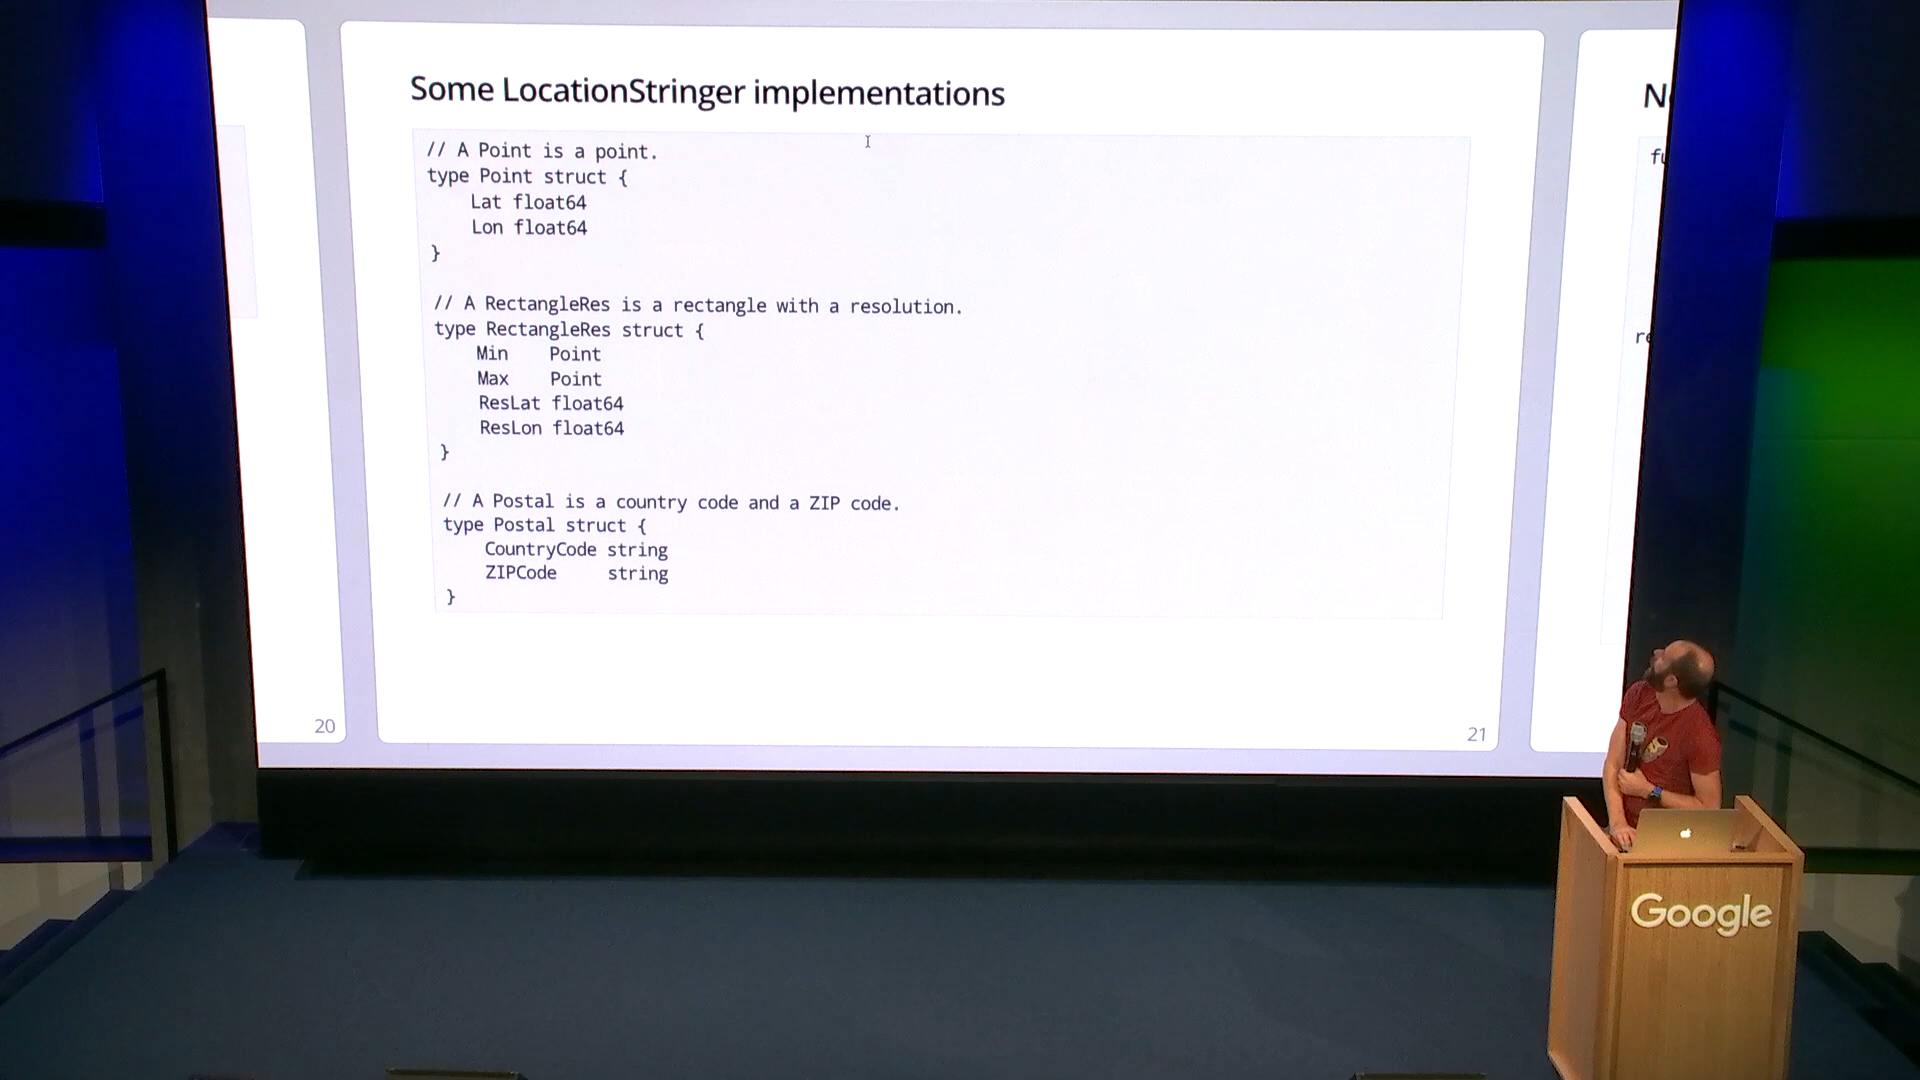 Some LocationStringer implementations
// A Point is a point.
type Point struct {
    Lat float64
    Lon float64
}
// A RectangleRes is a rectangle with a resolution.
type RectangleRes struct {
    Min    Point
    Max    Point
    ResLat float64
    ResLon float64
}
// A Postal is a country code and a ZIP code.
type Postal struct {
    CountryCode string
    ZIPCode     string
}
20
21
Google